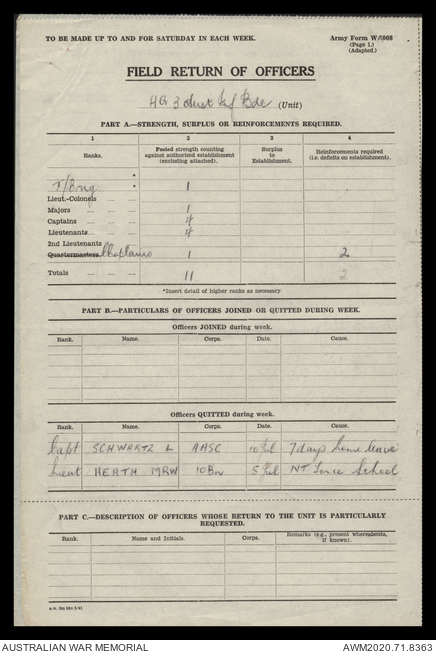 TO BE MADE UP TO AND FOR SATURDAY IN EACH WEEK.
Army Form W.3008
(Page 1.)
(Adapted.)
FIELD RETURN OF OFFICERS
HQ 3 Aust Inf Bde (Unit)
PART A.—STRENGTH, SURPLUS OR REINFORCEMENTS REQUIRED.
1 2 3 4
Ranks. Posted strength counting against authorized establishment (excluding attached). Surplus to Establishment. Reinforcements required (i.e. deficits on establishment).
*
T/Brig * 1
Lieut.-Colonels
Majors 1
Captains 4
Lieutenants 4
2nd Lieutenants
Quartermasters Chaplains 1 2
Totals 11 2
*Insert detail of higher ranks as necessary
PART B.—PARTICULARS OF OFFICERS JOINED OR QUITTED DURING WEEK.
Officers JOINED during week.
Rank. Name. Corps. Date. Cause.
Officers QUITTED during week.
Rank. Name. Corps. Date. Cause.
Capt SCHWARTZ L AASC 10 Jul 7 days home leave
Lieut HEATH MRW 10 Bn 5 Jul NT Force School
PART C.—DESCRIPTION OF OFFICERS WHOSE RETURN TO THE UNIT IS PARTICULARLY REQUESTED.
Rank. Name and Initials. Corps. Remarks (e.g., present whereabouts, if known).
AUSTRALIAN WAR MEMORIAL
AWM2020.71.8363